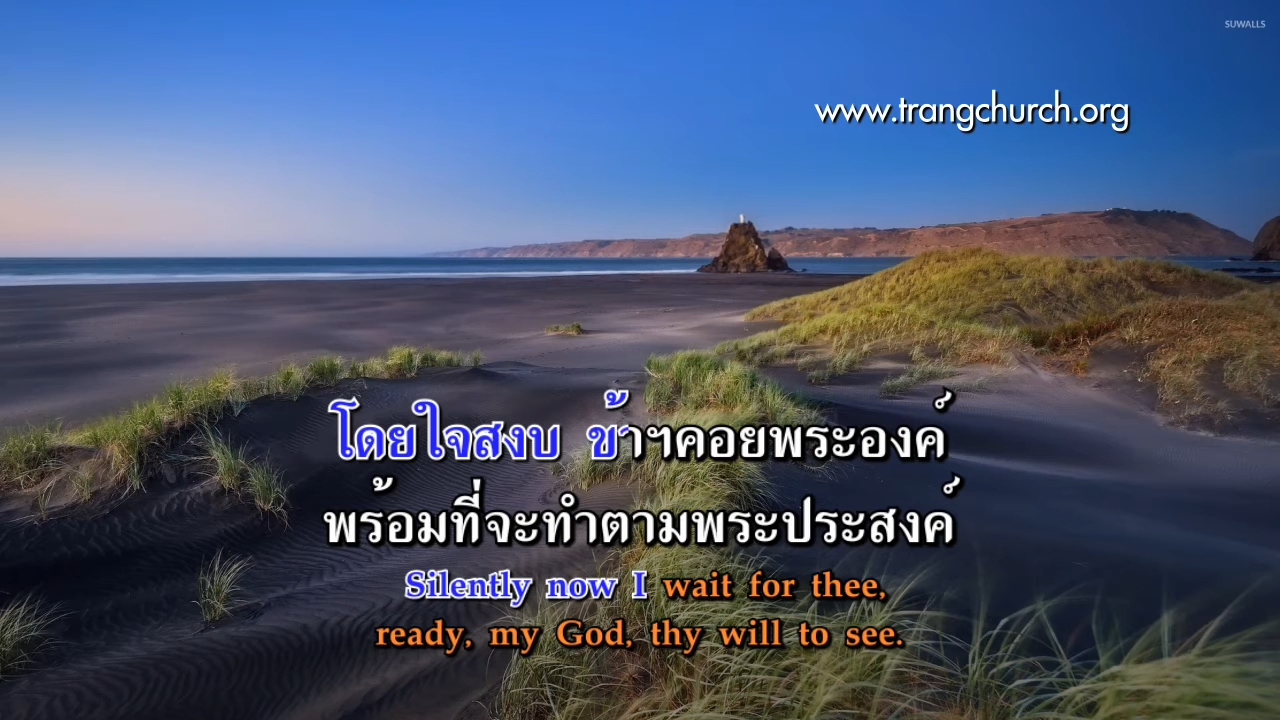 SUWALLS
www.trangchurch.org
โดยใจสงบ ข้าฯคอยพระองค์
พร้อมที่จะทำตามพระประสงค์
Silently now I wait for thee,
ready, my God, thy will to see.